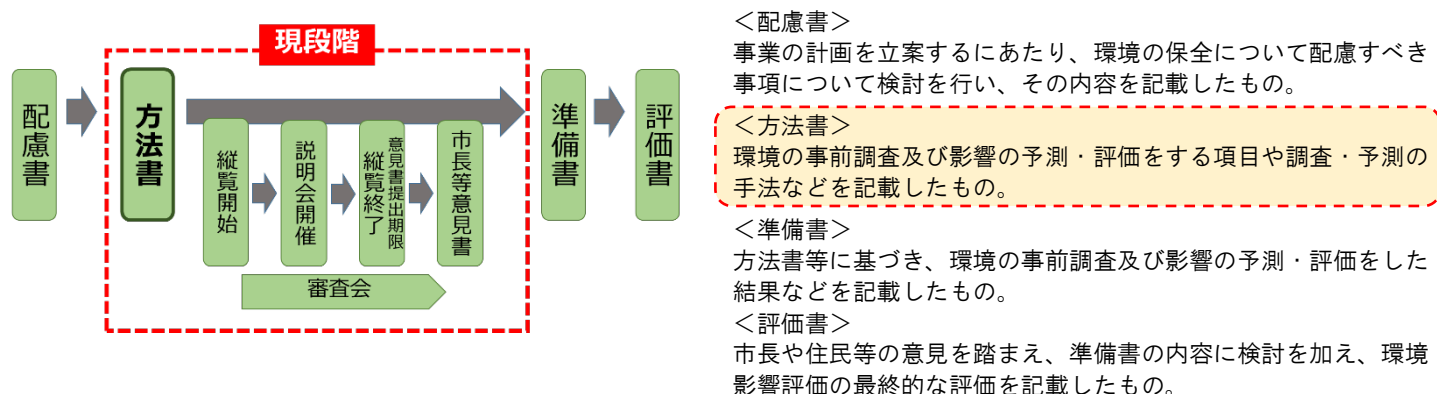 現段階
配慮書
方法書
縦覧開始
説明会開催
縦覧終了
意見書提出期限
市長等意見書
審査会
準備書
評価書
＜配慮書＞
事業の計画を立案するにあたり、環境の保全について配慮すべき
事項について検討を行い、その内容を記載したもの。
＜方法書＞
環境の事前調査及び影響の予測・評価をする項目や調査・予測の
手法などを記載したもの。
＜準備書＞
方法書等に基づき、環境の事前調査及び影響の予測・評価をした
結果などを記載したもの。
＜評価書＞
市長や住民等の意見を踏まえ、準備書の内容に検討を加え、環境
影響評価の最終的な評価を記載したもの。